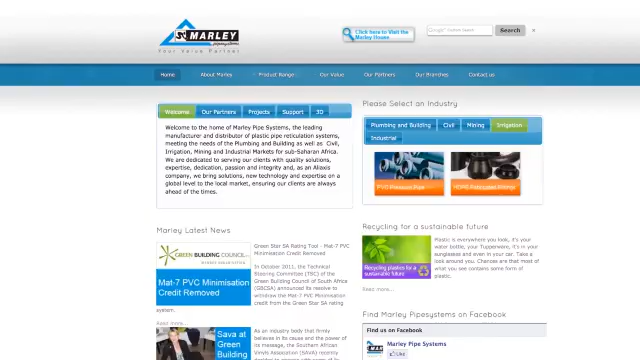 MARLEY
pipesystems
Your Value Partner
Click here to Visit the
Marley House
Search
Home
About Marley
Product Range
Our Value
Our Partners
Our Branches
Contact us
Welcome
Our Partners
Projects
Support
3D
Welcome to the home of Marley Pipe Systems, the leading
manufacturer and distributor of plastic pipe reticulation systems,
meeting the needs of the Plumbing and Building as well as Civil,
Irrigation, Mining and Industrial Markets for sub-Saharan Africa.
We are dedicated to serving our clients with quality solutions,
expertise, dedication, passion and integrity and, as an Aliaxis
company, we bring solutions, new technology and expertise on a
global level to the local market, ensuring our clients are always
ahead of the times.
Please Select an Industry
Plumbing and Building
Civil
Mining
Irrigation
Industrial
PVC Pressure Pipe
Marley Latest News
GREEN BUILDING COUNCIL
Mat-7 PVC Minimisation
Credit Removed
Green Star SA Rating Tool - Mat-7 PVC
Minimisation Credit Removed
In October 2011, the Technical
Steering Committee (TSC) of the
Green Building Council of South Africa
(GBCSA) announced its resolve to
withdraw the Mat-7 PVC Minimisation
credit from the Green Star SA rating
system.
Read more...
Sava at
Green
Building
As an industry body that firmly
believes in its cause and the power of
its message, the Southern African
Vinyls Association (SAVA) recently
Recycling for a sustainable future
Recycling plastics for a
sustainable future
Plastic is everywhere you look, it's your
water bottle, your Tupperware, it's in your
sunglasses and even in your car. Take a
look around you. Chances are that most of
what you see contains some form of
plastic.
Read more...
Find Marley Pipesystems on Facebook
Find us on Facebook
MARLEY
Marley Pipe Systems
Like